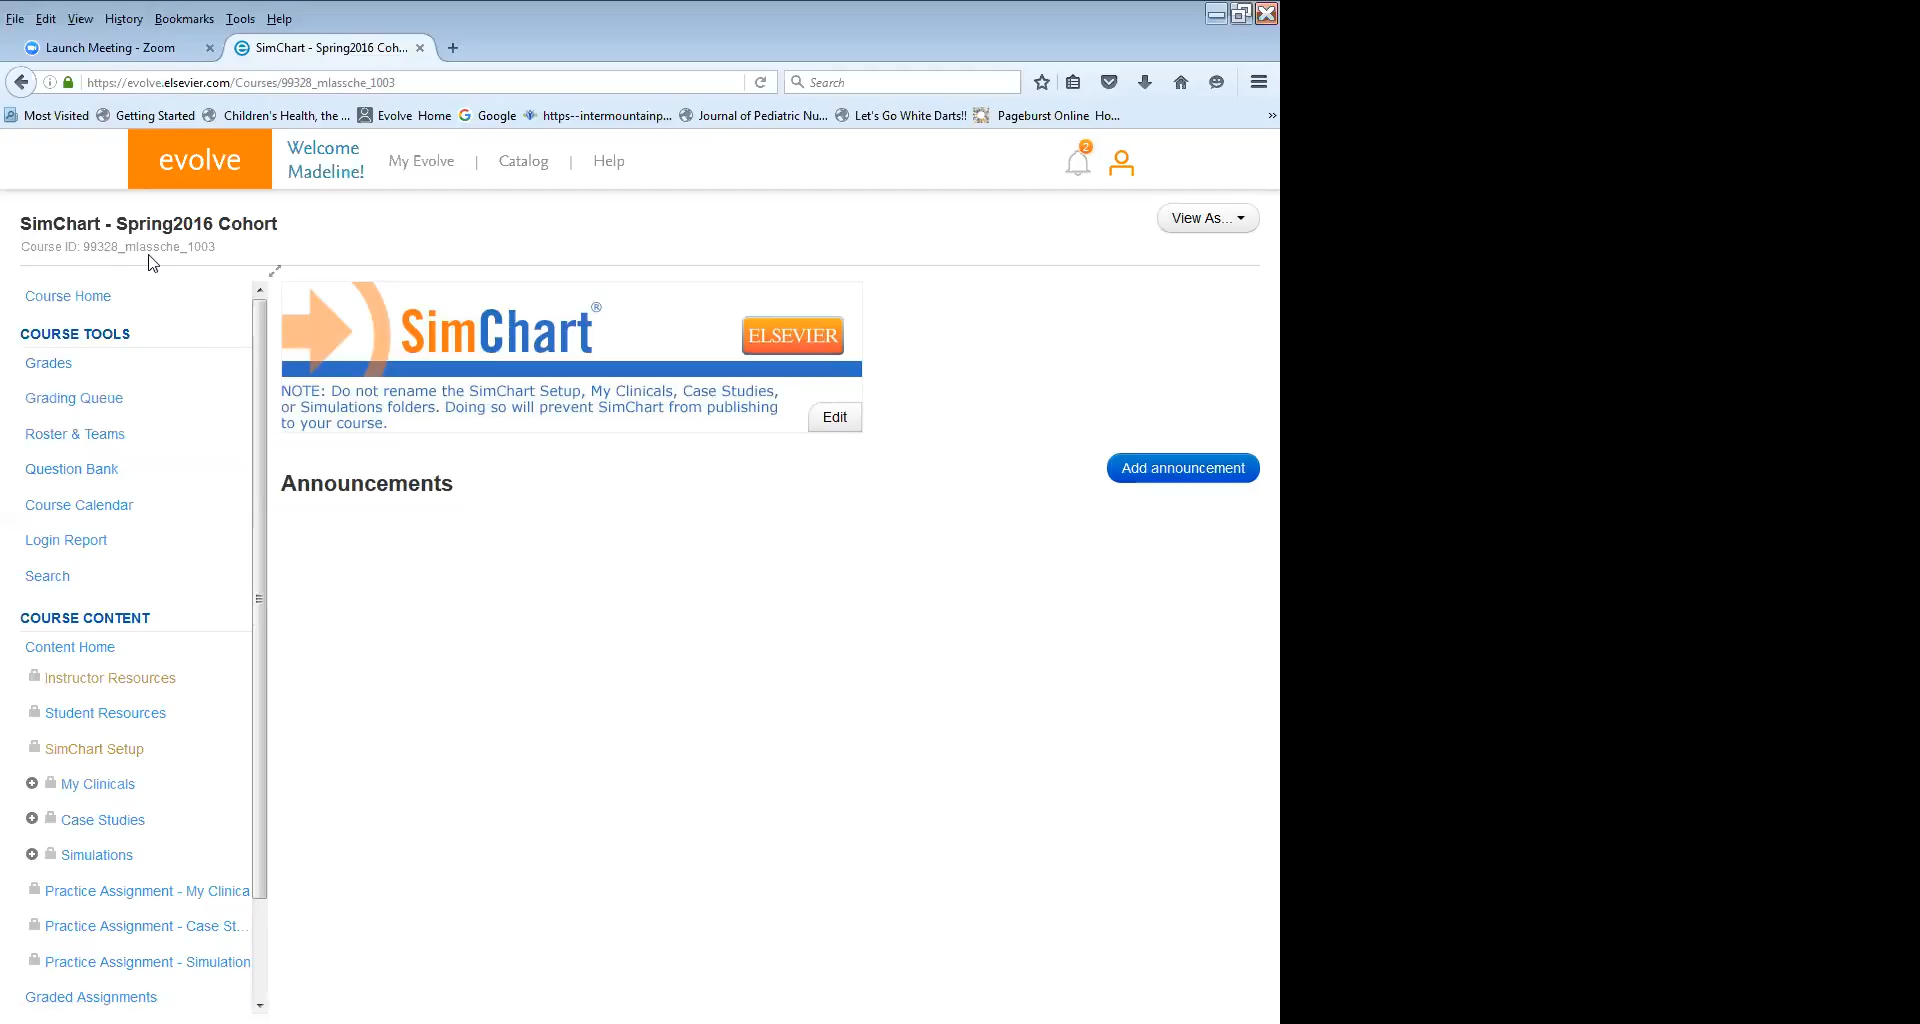 File Edit View History Bookmarks Tools Help
Launch Meeting - Zoom
SimChart - Spring2016 Coh...
https://evolve.elsevier.com/Courses/99328_mlassche_1003
Search
Most Visited Getting Started Children's Health, the ... Evolve Home Google https--intermountainp... Journal of Pediatric Nu... Let's Go White Darts!! Pageburst Online Ho... »
evolve
Welcome
Madeline!
My Evolve | Catalog | Help
2
SimChart - Spring2016 Cohort
Course ID: 99328_mlassche_1003
View As...
Course Home
COURSE TOOLS
Grades
Grading Queue
Roster & Teams
Question Bank
Course Calendar
Login Report
Search
COURSE CONTENT
Content Home
Instructor Resources
Student Resources
SimChart Setup
My Clinicals
Case Studies
Simulations
Practice Assignment - My Clinica
Practice Assignment - Case St...
Practice Assignment - Simulation
Graded Assignments
SimChart®
ELSEVIER
NOTE: Do not rename the SimChart Setup, My Clinicals, Case Studies,
or Simulations folders. Doing so will prevent SimChart from publishing
to your course.
Edit
Announcements
Add announcement